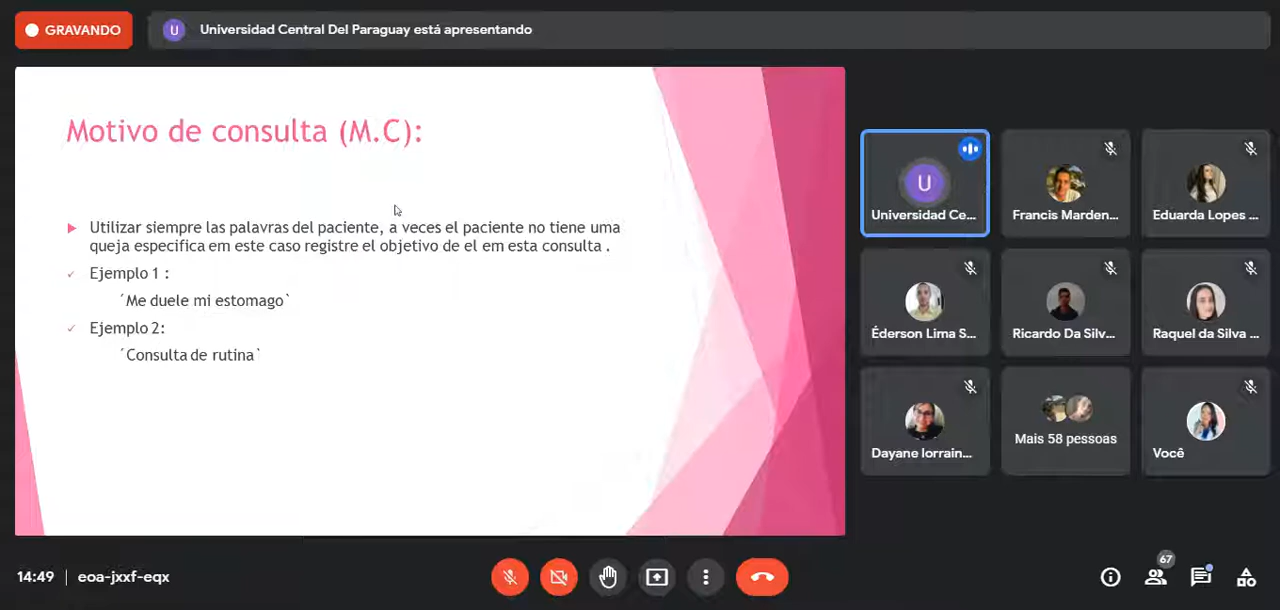 GRAVANDO
U
Universidad Central Del Paraguay está apresentando
Motivo de consulta (M.C):
▶ Utilizar siempre las palavras del paciente, a veces el paciente no tiene uma
queja especifica em este caso registre el objetivo de el em esta consulta .
✓ Ejemplo 1 :
´Me duele mi estomago`
✓ Ejemplo 2:
´Consulta de rutina`
U
Universidad Ce...
Francis Marden...
Eduarda Lopes ...
Éderson Lima S...
Ricardo Da Silv...
Raquel da Silva ...
Dayane lorrain...
Mais 58 pessoas
Você
14:49 | eoa-jxxf-eqx
67